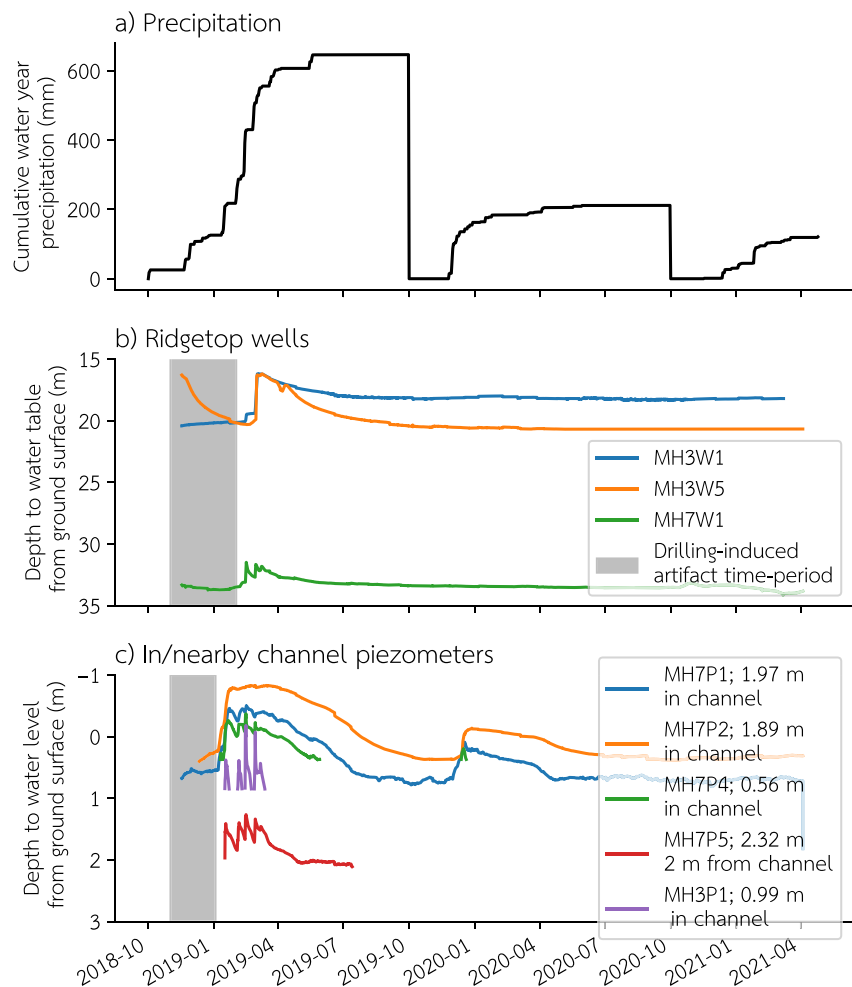 a) Precipitation
Cumulative water year
precipitation (mm)
600
400
200
0
b) Ridgetop wells
Depth to water table
from ground surface (m)
15
20
25
30
35
MH3W1
MH3W5
MH7W1
Drilling-induced
artifact time-period
c) In/nearby channel piezometers
Depth to water level
from ground surface (m)
−1
0
1
2
3
MH7P1; 1.97 m
in channel
MH7P2; 1.89 m
in channel
MH7P4; 0.56 m
in channel
MH7P5; 2.32 m
2 m from channel
MH3P1; 0.99 m
in channel
2018-10
2019-01
2019-04
2019-07
2019-10
2020-01
2020-04
2020-07
2020-10
2021-01
2021-04